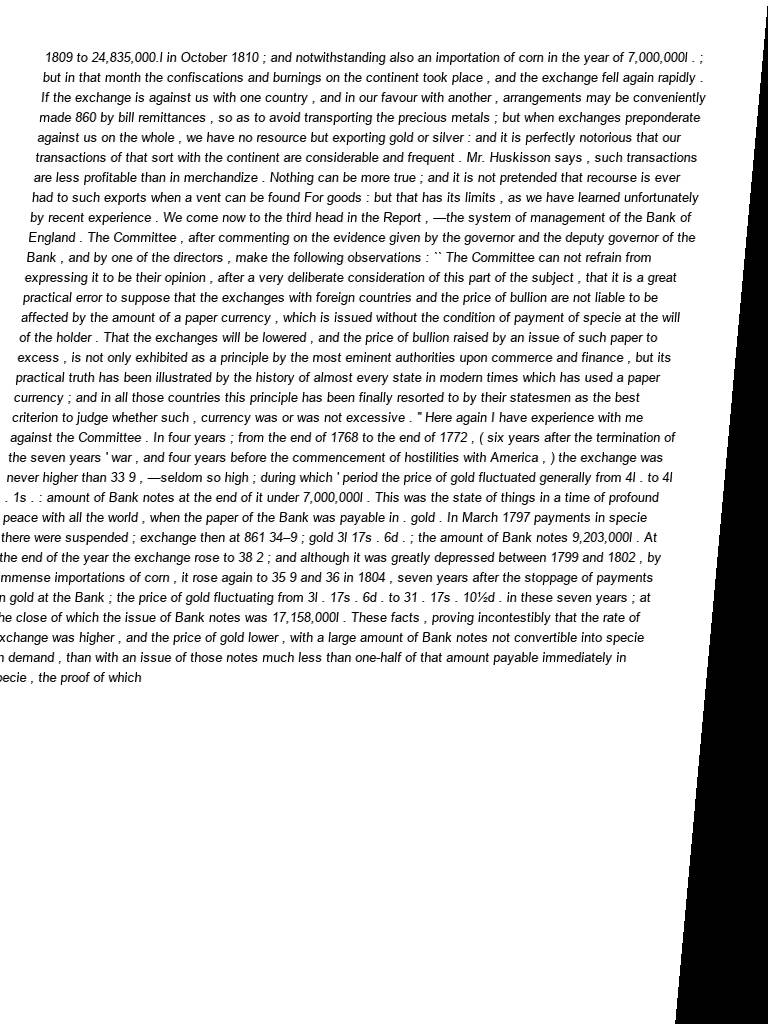 1809 to 24,835,000.l in October 1810 ; and notwithstanding also an importation of corn in the year of 7,000,000l . ;
but in that month the confiscations and burnings on the continent took place , and the exchange fell again rapidly .
If the exchange is against us with one country , and in our favour with another , arrangements may be conveniently
made 860 by bill remittances , so as to avoid transporting the precious metals ; but when exchanges preponderate
against us on the whole , we have no resource but exporting gold or silver : and it is perfectly notorious that our
transactions of that sort with the continent are considerable and frequent . Mr. Huskisson says , such transactions
are less profitable than in merchandize . Nothing can be more true ; and it is not pretended that recourse is ever
had to such exports when a vent can be found For goods : but that has its limits , as we have learned unfortunately
by recent experience . We come now to the third head in the Report , —the system of management of the Bank of
England . The Committee , after commenting on the evidence given by the governor and the deputy governor of the
Bank , and by one of the directors , make the following observations : `` The Committee can not refrain from
expressing it to be their opinion , after a very deliberate consideration of this part of the subject , that it is a great
practical error to suppose that the exchanges with foreign countries and the price of bullion are not liable to be
affected by the amount of a paper currency , which is issued without the condition of payment of specie at the will
of the holder . That the exchanges will be lowered , and the price of bullion raised by an issue of such paper to
excess , is not only exhibited as a principle by the most eminent authorities upon commerce and finance , but its
practical truth has been illustrated by the history of almost every state in modern times which has used a paper
currency ; and in all those countries this principle has been finally resorted to by their statesmen as the best
criterion to judge whether such , currency was or was not excessive . " Here again I have experience with me
against the Committee . In four years ; from the end of 1768 to the end of 1772 , ( six years after the termination of
the seven years ' war , and four years before the commencement of hostilities with America , ) the exchange was
never higher than 33 9 , —seldom so high ; during which ' period the price of gold fluctuated generally from 4l . to 4l
. 1s . . : amount of Bank notes at the end of it under 7,000,000l . This was the state of things in a time of profound
peace with all the world , when the paper of the Bank was payable in . gold . In March 1797 payments in specie
there were suspended ; exchange then at 861 34–9 ; gold 3l 17s . 6d . ; the amount of Bank notes 9,203,000l . At
the end of the year the exchange rose to 38 2 ; and although it was greatly depressed between 1799 and 1802 , by
mmense importations of corn , it rose again to 35 9 and 36 in 1804 , seven years after the stoppage of payments
n gold at the Bank ; the price of gold fluctuating from 3l . 17s . 6d . to 31 . 17s . 10½d . in these seven years ; at
he close of which the issue of Bank notes was 17,158,000l . These facts , proving incontestibly that the rate of
xchange was higher , and the price of gold lower , with a large amount of Bank notes not convertible into specie
n demand , than with an issue of those notes much less than one-half of that amount payable immediately in
pecie , the proof of which